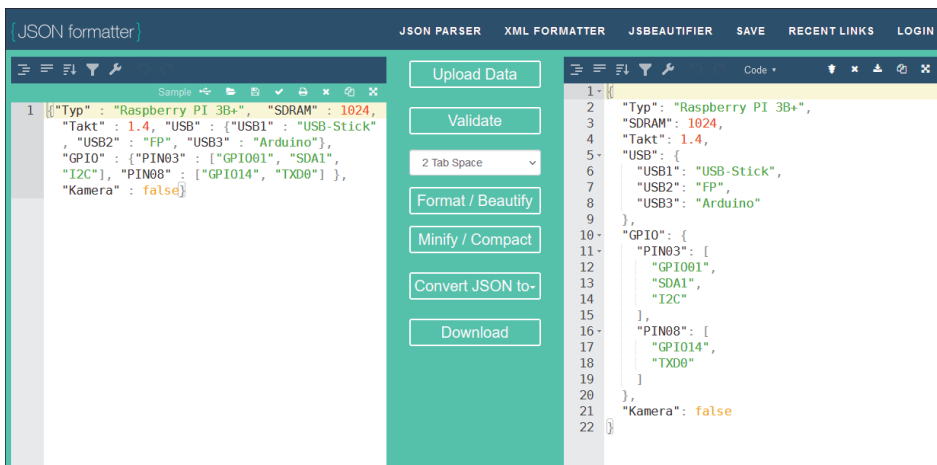 {JSON formatter}
JSON PARSER XML FORMATTER JSBEAUTIFIER SAVE RECENT LINKS LOGIN
Sample
1 {"Typ" : "Raspberry PI 3B+", "SDRAM" : 1024,
"Takt" : 1.4, "USB" : {"USB1" : "USB-Stick"
, "USB2" : "FP", "USB3" : "Arduino"},
"GPIO" : {"PIN03" : ["GPIO01", "SDA1",
"I2C"], "PIN08" : ["GPIO14", "TXD0"] },
"Kamera" : false}
Upload Data
Validate
2 Tab Space
Format / Beautify
Minify / Compact
Convert JSON to
Download
Code
1 {
2 "Typ": "Raspberry PI 3B+",
3 "SDRAM": 1024,
4 "Takt": 1.4,
5 "USB": {
6 "USB1": "USB-Stick",
7 "USB2": "FP",
8 "USB3": "Arduino"
9 },
10 "GPIO": {
11 "PIN03": [
12 "GPIO01",
13 "SDA1",
14 "I2C"
15 ],
16 "PIN08": [
17 "GPIO14",
18 "TXD0"
19 ]
20 },
21 "Kamera": false
22 }